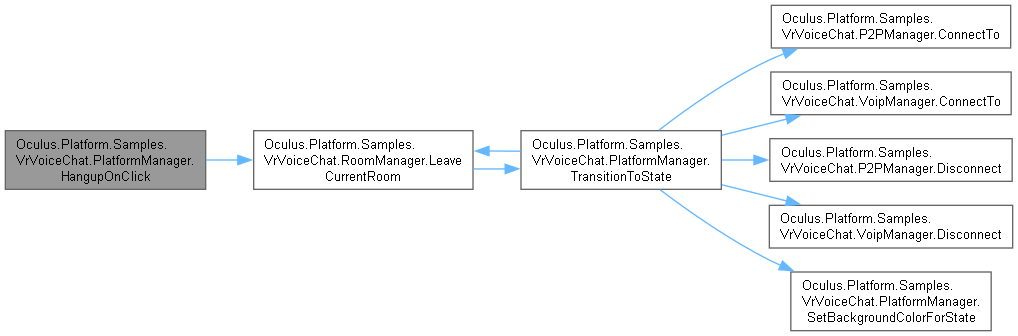 Oculus.Platform.Samples.
VrVoiceChat.PlatformManager.
HangupOnClick
Oculus.Platform.Samples.
VrVoiceChat.RoomManager.Leave
CurrentRoom
Oculus.Platform.Samples.
VrVoiceChat.PlatformManager.
TransitionToState
Oculus.Platform.Samples.
VrVoiceChat.P2PManager.ConnectTo
Oculus.Platform.Samples.
VrVoiceChat.VoipManager.ConnectTo
Oculus.Platform.Samples.
VrVoiceChat.P2PManager.Disconnect
Oculus.Platform.Samples.
VrVoiceChat.VoipManager.Disconnect
Oculus.Platform.Samples.
VrVoiceChat.PlatformManager.
SetBackgroundColorForState